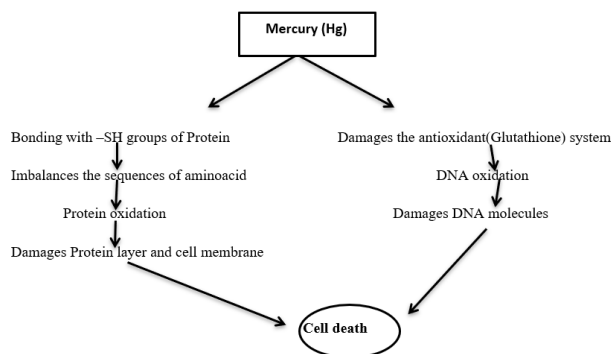 Mercury (Hg)
Bonding with –SH groups of Protein
Damages the antioxidant(Glutathione) system
Imbalances the sequences of aminoacid
DNA oxidation
Protein oxidation
Damages DNA molecules
Damages Protein layer and cell membrane
Cell death